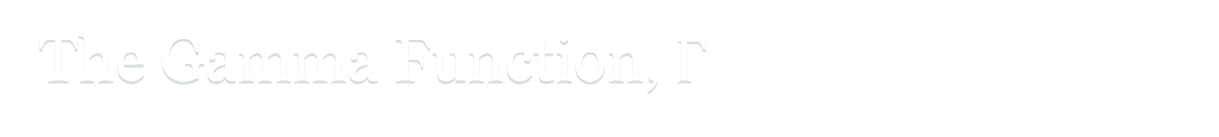 The Gamma Function, Γ